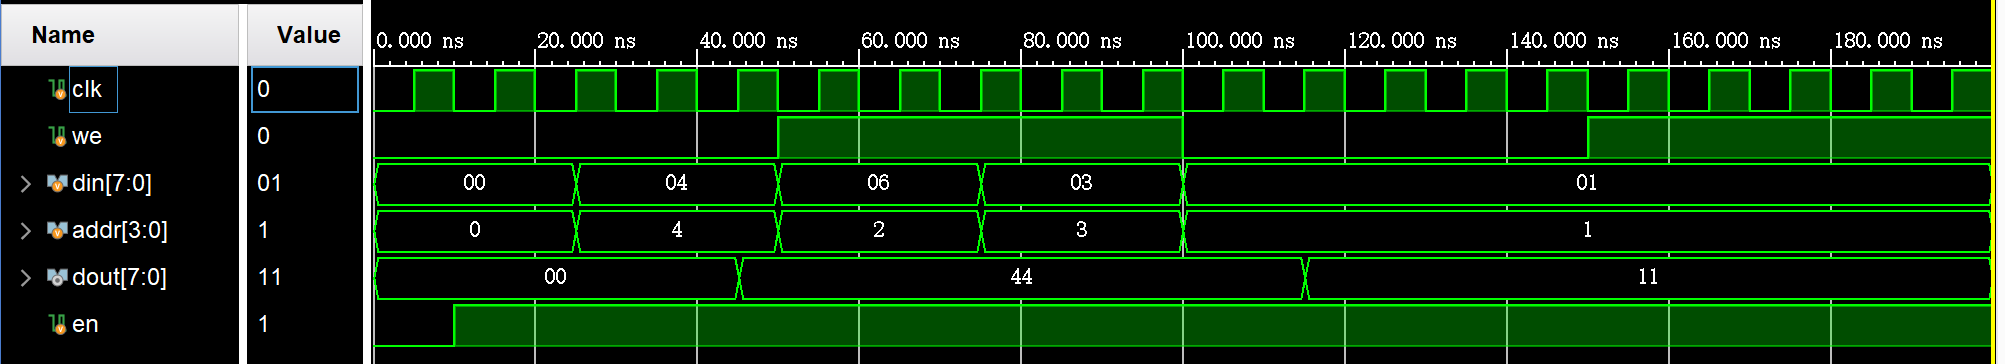 Name Value
0.000 ns 20.000 ns 40.000 ns 60.000 ns 80.000 ns 100.000 ns 120.000 ns 140.000 ns 160.000 ns 180.000 ns
clk 0
we 0
din[7:0] 01 00 04 06 03 01
addr[3:0] 1 0 4 2 3 1
dout[7:0] 11 00 44 11
en 1